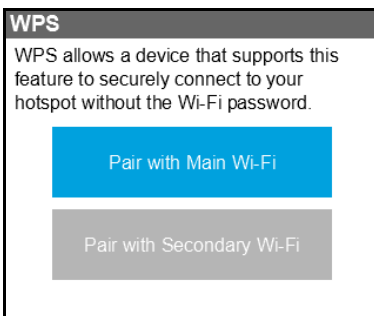 WPS
WPS allows a device that supports this
feature to securely connect to your
hotspot without the Wi-Fi password.
Pair with Main Wi-Fi
Pair with Secondary Wi-Fi